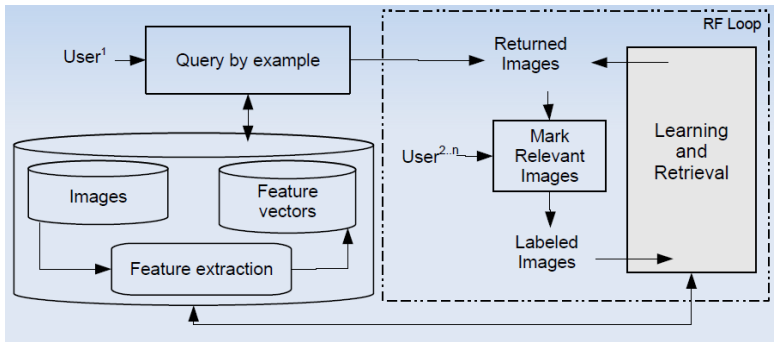 RF Loop
User¹
Query by example
Returned
Images
Mark
Relevant
Images
User²··ⁿ
Learning
and
Retrieval
Images
Feature
vectors
Feature extraction
Labeled
Images